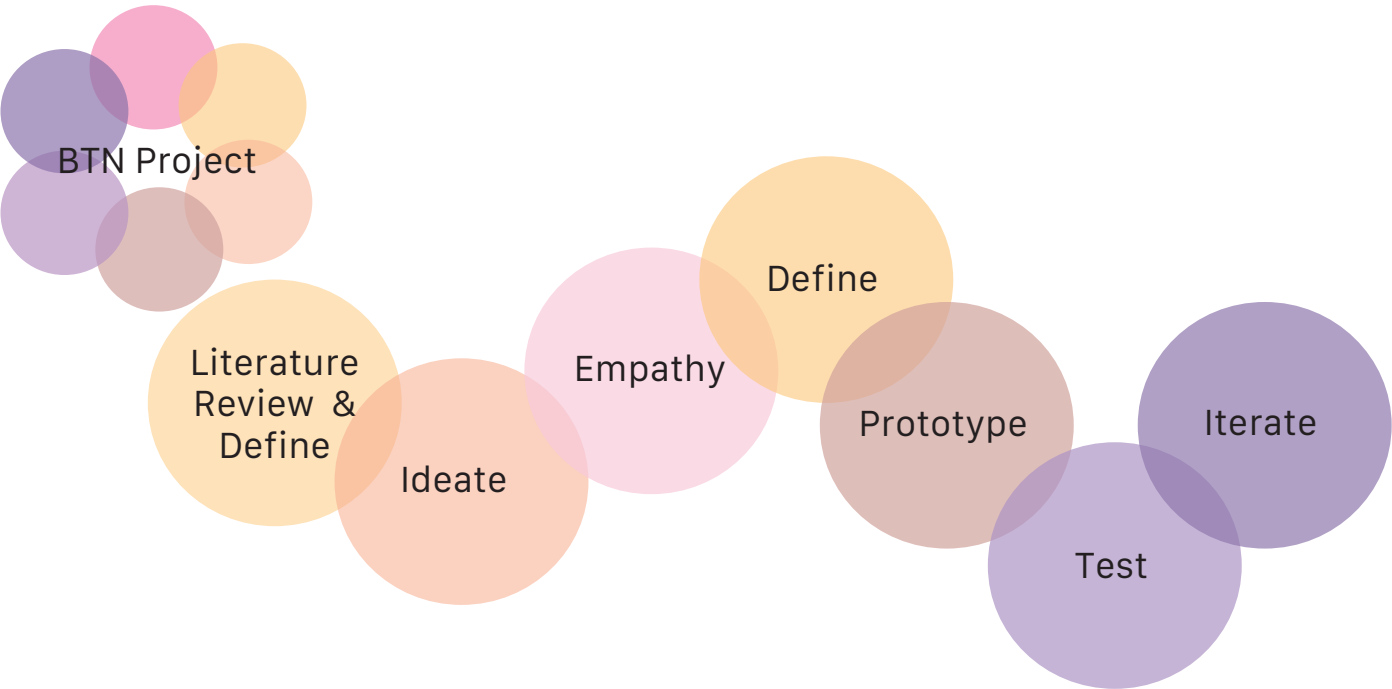 BTN Project
Literature
Review &
Define
Ideate
Empathy
Define
Prototype
Test
Iterate